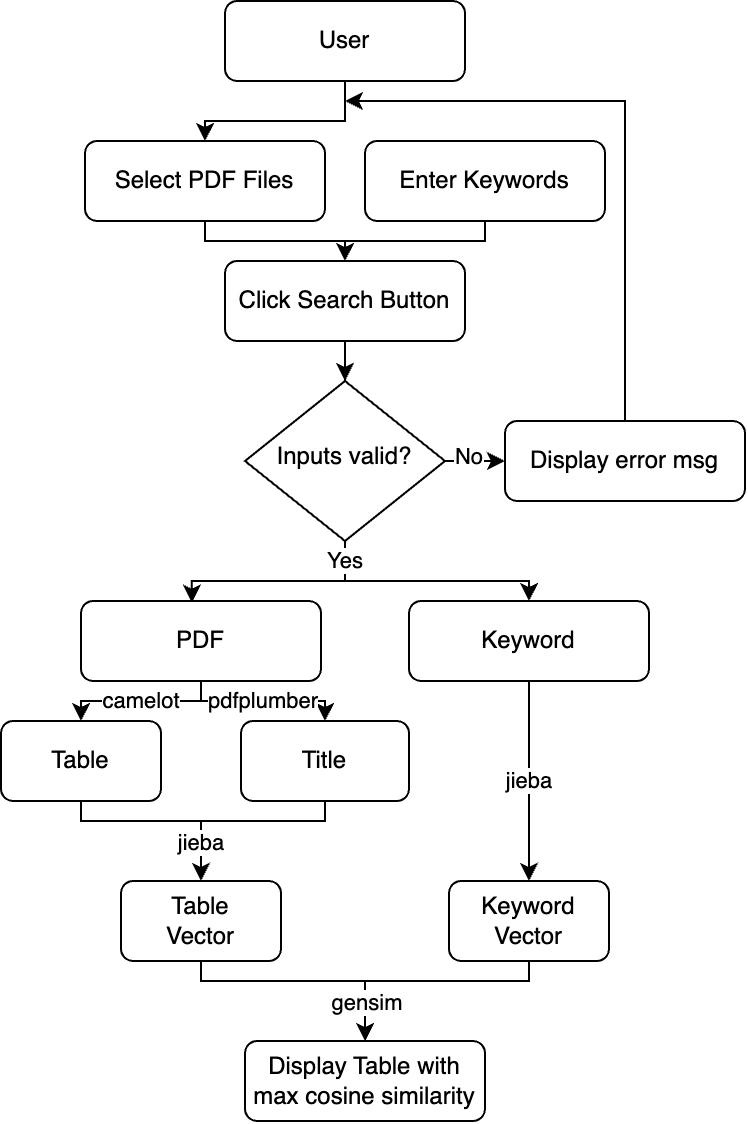 User
Select PDF Files
Enter Keywords
Click Search Button
Inputs valid?
No
Display error msg
Yes
PDF
Keyword
camelot
pdfplumber
Table
Title
jieba
jieba
Table
Vector
Keyword
Vector
gensim
Display Table with
max cosine similarity